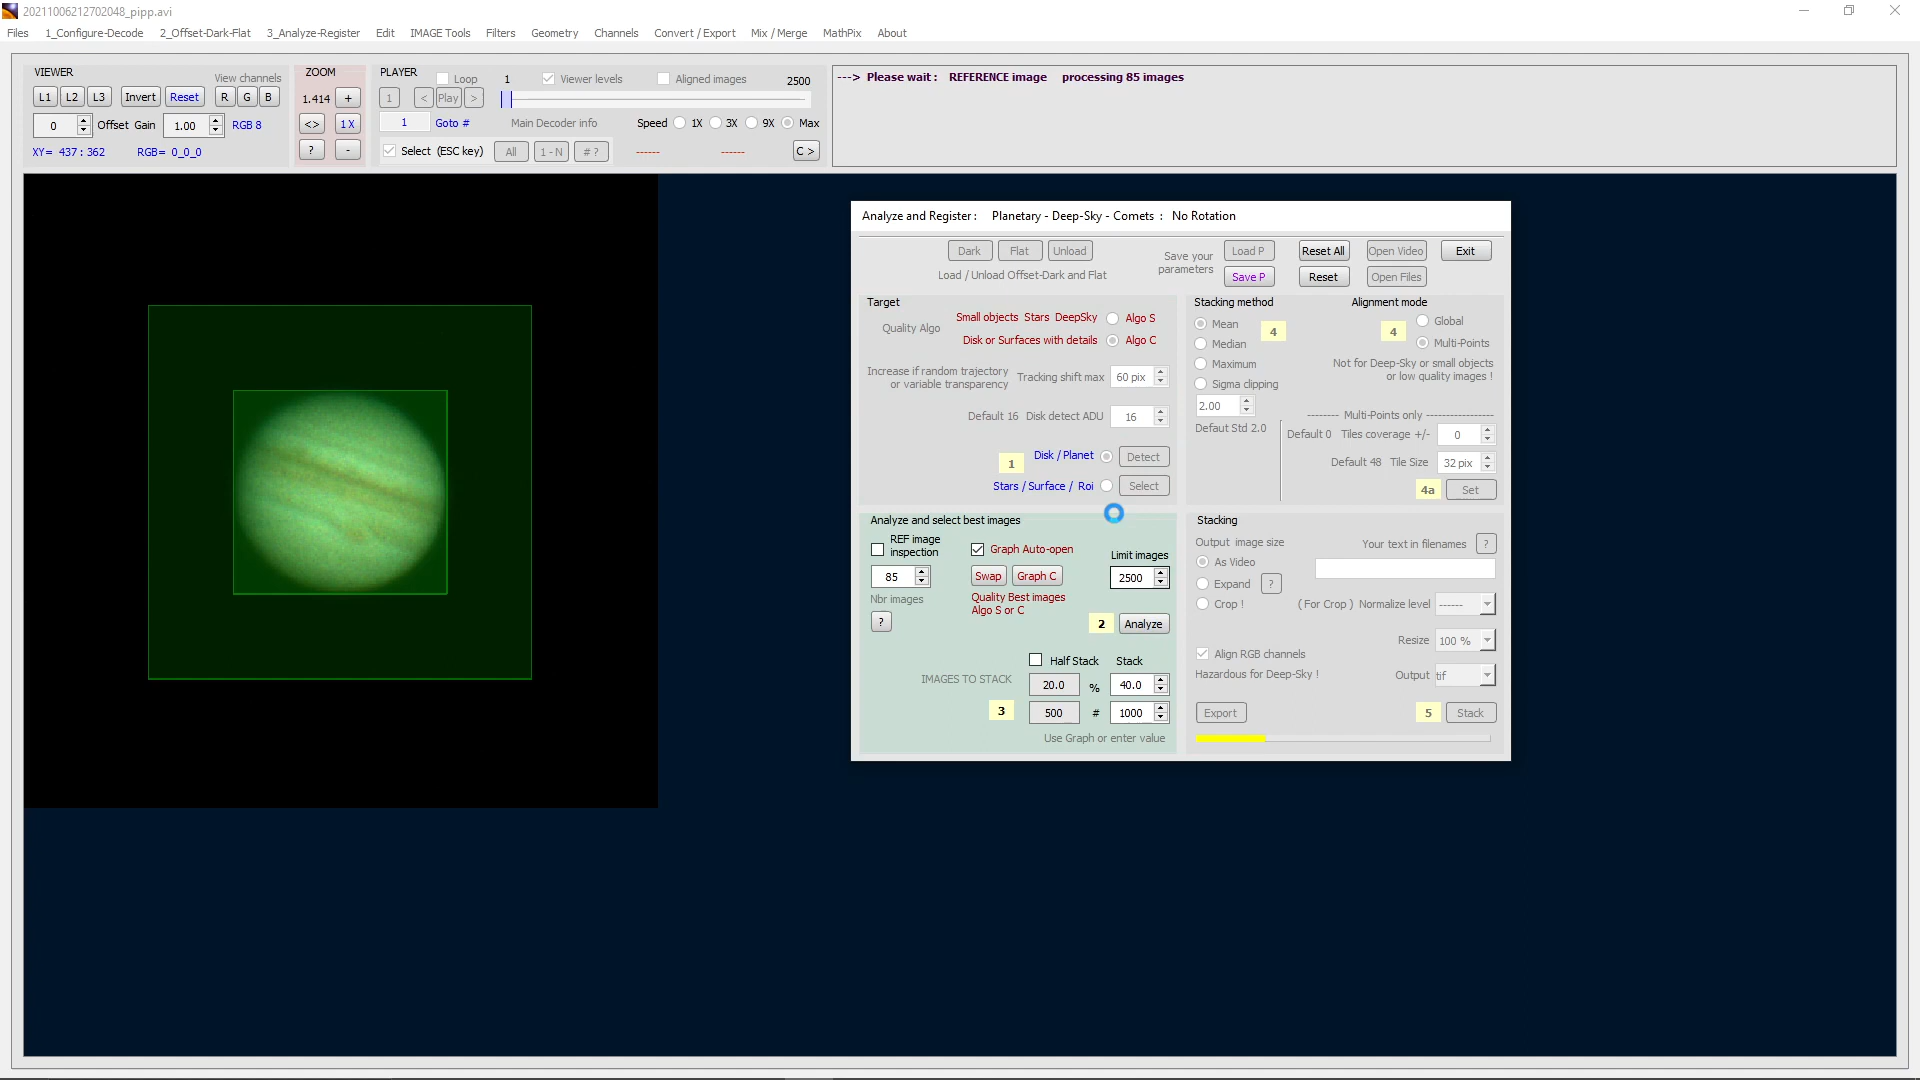 20211006212702048_pipp.avi
Files 1_Configure-Decode 2_Offset-Dark-Flat 3_Analyze-Register Edit IMAGE Tools Filters Geometry Channels Convert / Export Mix / Merge MathPix About
VIEWER View channels
L1 L2 L3 Invert Reset R G B
0 Offset Gain 1.00 RGB 8
XY= 437 : 362 RGB= 0_0_0
ZOOM
1.414 +
<> 1 X
? -
PLAYER Loop 1 Viewer levels Aligned images 2500
1 < Play >
1 Goto # Main Decoder info Speed 1X 3X 9X Max
Select (ESC key) All 1 - N # ? ------ ------ C >
---> Please wait : REFERENCE image processing 85 images
Analyze and Register : Planetary - Deep-Sky - Comets : No Rotation
Dark Flat Unload
Load / Unload Offset-Dark and Flat
Save your parameters
Load P Reset All Open Video Exit
Save P Reset Open Files
Target
Quality Algo
Small objects Stars DeepSky Algo S
Disk or Surfaces with details Algo C
Increase if random trajectory
or variable transparency
Tracking shift max 60 pix
Default 16 Disk detect ADU 16
1 Disk / Planet Detect
Stars / Surface / Roi Select
Stacking method
Mean 4
Median
Maximum
Sigma clipping
2.00
Defaut Std 2.0
Alignment mode
4 Global
Multi-Points
Not for Deep-Sky or small objects
or low quality images !
-------- Multi-Points only -----------------
Default 0 Tiles coverage +/- 0
Default 48 Tile Size 32 pix
4a Set
Analyze and select best images
REF image
inspection
Graph Auto-open
Limit images
85 Swap Graph C 2500
Nbr images
Quality Best images
Algo S or C
? 2 Analyze
Half Stack Stack
IMAGES TO STACK 20.0 % 40.0
3 500 # 1000
Use Graph or enter value
Stacking
Output image size Your text in filenames ?
As Video
Expand ?
Crop ! ( For Crop ) Normalize level ------
Resize 100 %
Align RGB channels
Hazardous for Deep-Sky ! Output tif
Export 5 Stack